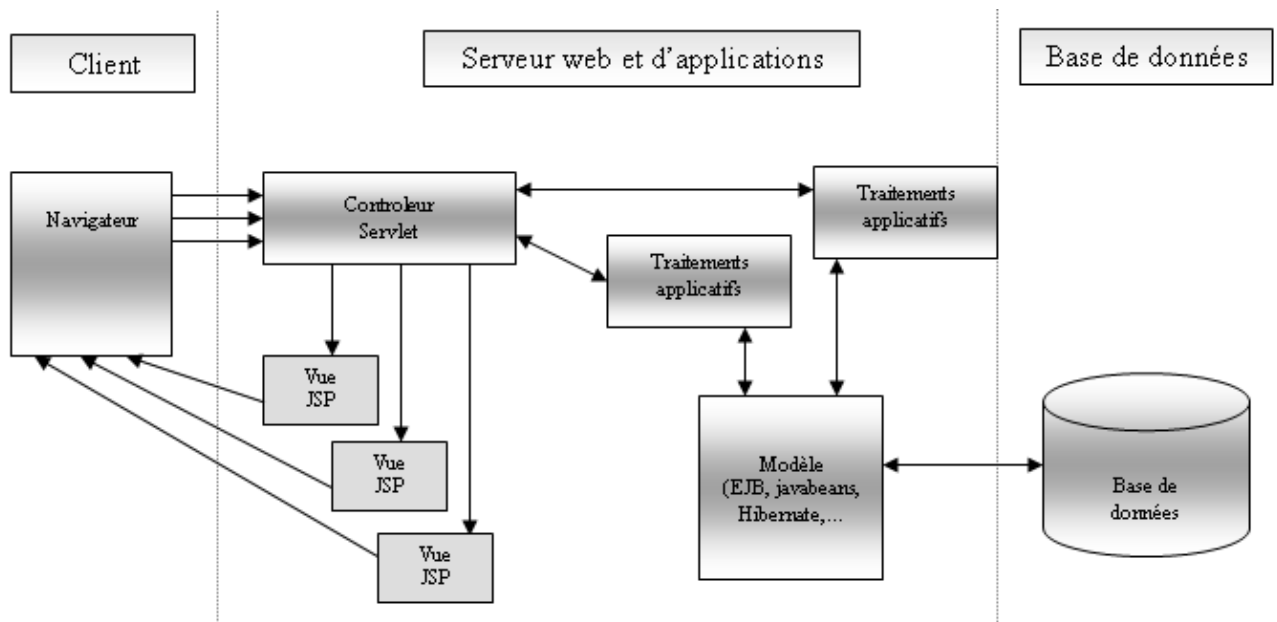 Client
Serveur web et d'applications
Base de données
Navigateur
Controleur
Servlet
Traitements
applicatifs
Traitements
applicatifs
Vue
JSP
Vue
JSP
Vue
JSP
Modèle
(EJB, javabeans,
Hibernate,...
Base de
données